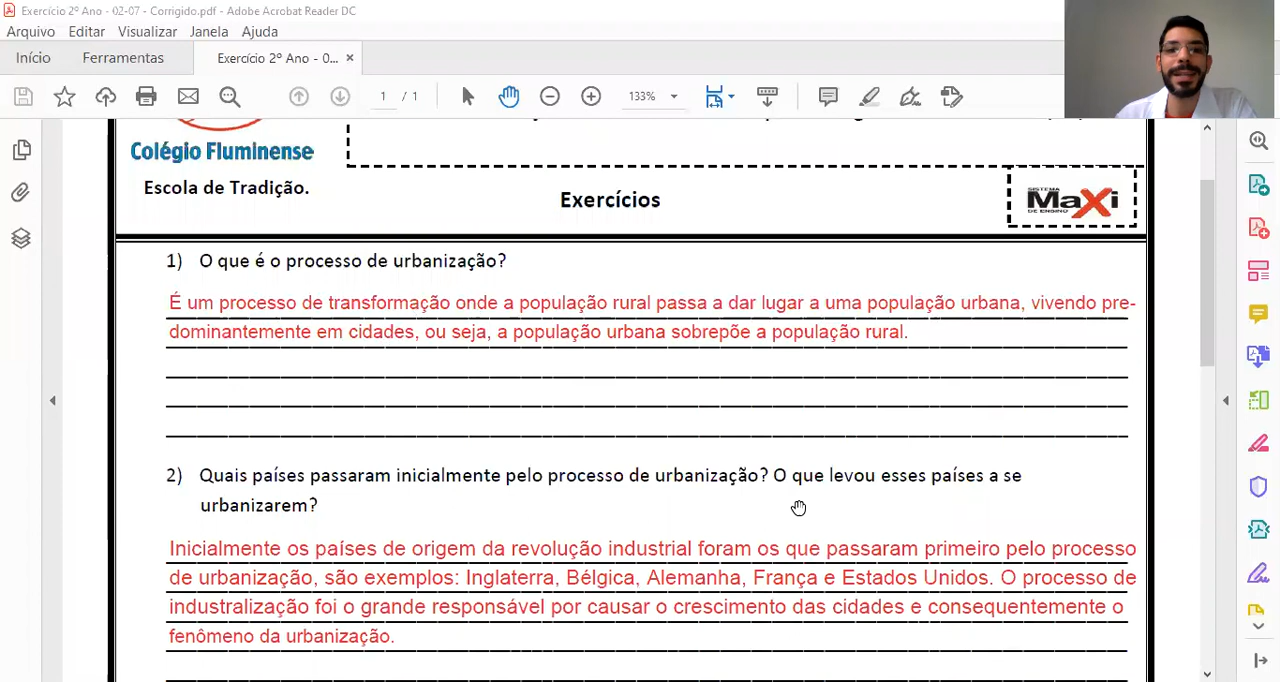 Exercício 2º Ano - 02-07 - Corrigido.pdf - Adobe Acrobat Reader DC
Arquivo Editar Visualizar Janela Ajuda
Início Ferramentas Exercício 2º Ano - 0... ×
1 / 1 133%
Colégio Fluminense
Escola de Tradição.
Exercícios
SISTEMA
MaXi
DE ENSINO
1) O que é o processo de urbanização?
É um processo de transformação onde a população rural passa a dar lugar a uma população urbana, vivendo pre-
dominantemente em cidades, ou seja, a população urbana sobrepõe a população rural.
2) Quais países passaram inicialmente pelo processo de urbanização? O que levou esses países a se
urbanizarem?
Inicialmente os países de origem da revolução industrial foram os que passaram primeiro pelo processo
de urbanização, são exemplos: Inglaterra, Bélgica, Alemanha, França e Estados Unidos. O processo de
industralização foi o grande responsável por causar o crescimento das cidades e consequentemente o
fenômeno da urbanização.